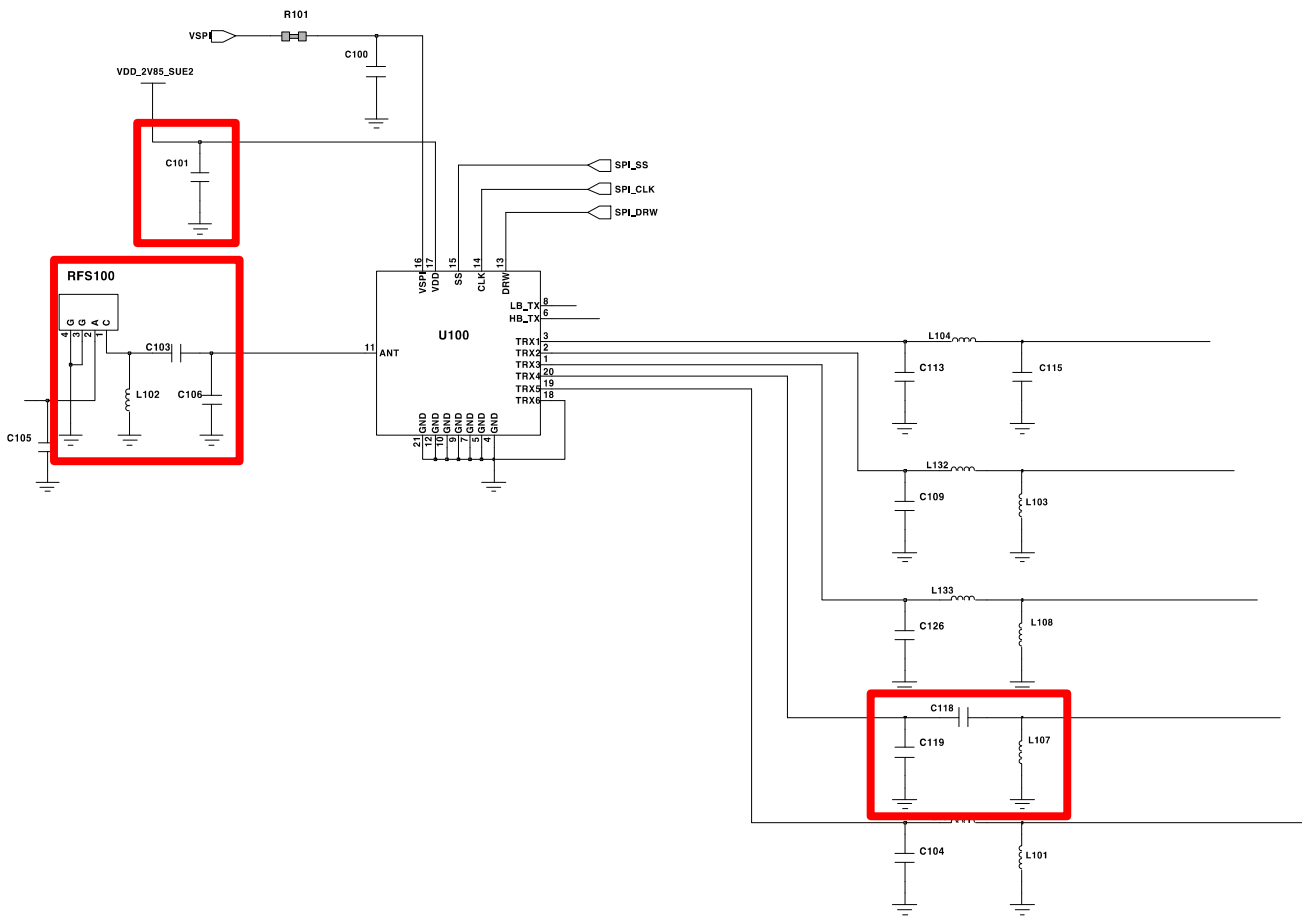 R101
VSPI
C100
VDD_2V85_SUE2
C101
SPI_SS
SPI_CLK
SPI_DRW
16 17 15 14 13
VSPI VDD SS CLK DRW
RFS100
G G A C
4 3 2 1
LB_TX 8
HB_TX 6
U100
TRX1 3
TRX2 2
TRX3 1
TRX4 20
TRX5 19
TRX6 18
11 ANT
C103
L102
C106
C105
GND GND GND GND GND GND GND
21 12 10 9 7 5 4
L104
C113
C115
L132
C109
L103
L133
C126
L108
C118
C119
L107
C104
L101